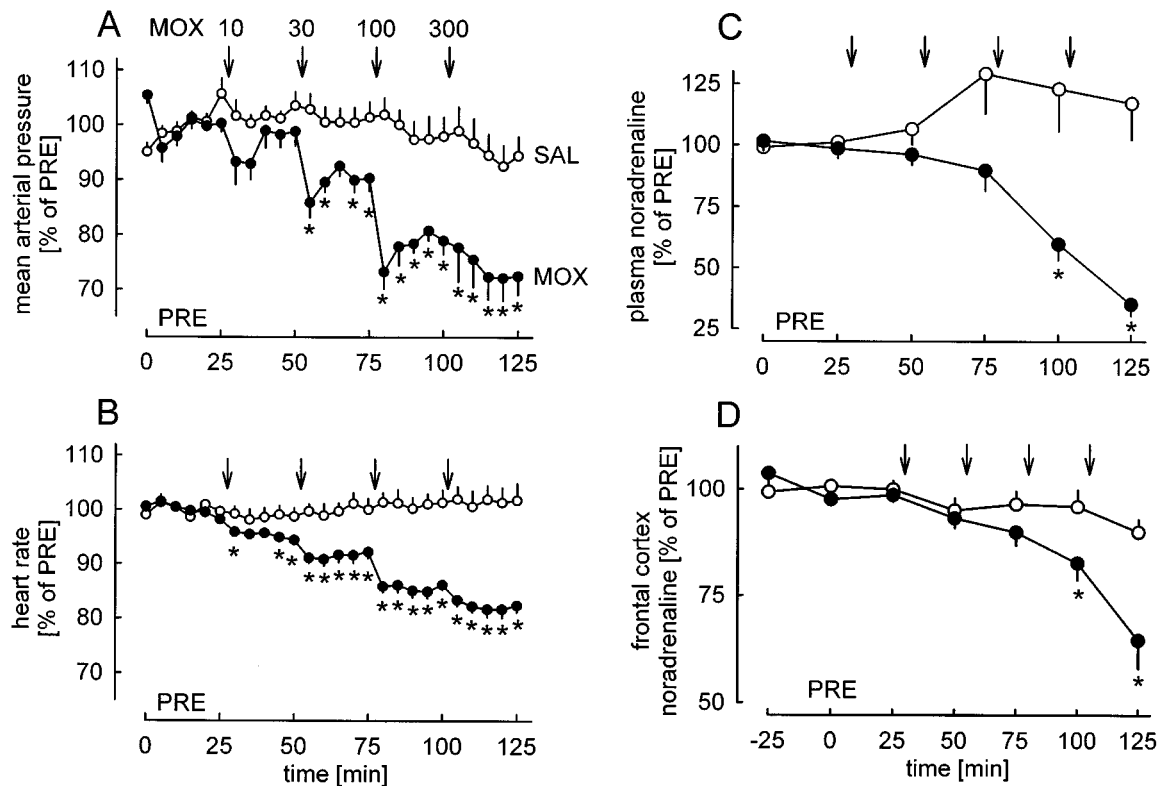 A
MOX 10 30 100 300
110
100
90
80
70
mean arterial pressure
[% of PRE]
SAL
MOX
* * * * * * * * * * * * * *
PRE
0 25 50 75 100 125
B
110
100
90
80
70
heart rate
[% of PRE]
* * * * * * * * * * * * * * * * * *
PRE
0 25 50 75 100 125
time [min]
C
125
100
75
50
25
plasma noradrenaline
[% of PRE]
* *
PRE
0 25 50 75 100 125
D
100
75
50
frontal cortex
noradrenaline [% of PRE]
* *
PRE
-25 0 25 50 75 100 125
time [min]